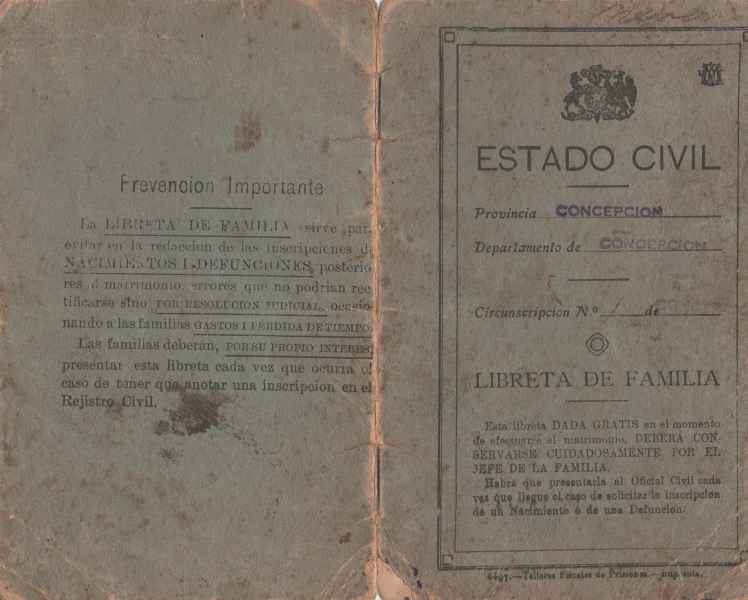 Prevencion Importante
La LIBRETA DE FAMILIA sirve par
evitar en la redaccion de las inscripciones d
NACIMIENTOS I DEFUNCIONES, posterio
res al matrimonio, errores que no podrian rec
tificarse sino POR RESOLUCION JUDICIAL, ocasio
nando a las familias GASTOS I PERDIDA DE TIEMPO.
Las familias deberán, POR SU PROPIO INTERES,
presentar esta libreta cada vez que ocurra el
caso de tener que anotar una inscripcion en el
Rejistro Civil.
ESTADO CIVIL
Provincia CONCEPCION
Departamento de CONCEPCION
Circunscripcion Nº 1 de
LIBRETA DE FAMILIA
Esta libreta DADA GRATIS en el momento
de efectuarse el matrimonio, DEBERA CON-
SERVARSE CUIDADOSAMENTE POR EL
JEFE DE LA FAMILIA.
Habrá que presentarla al Oficial Civil cada
vez que llegue el caso de solicitar la inscripcion
de un Nacimiento ó de una Defuncion.
Talleres Fiscales de Prisiones.